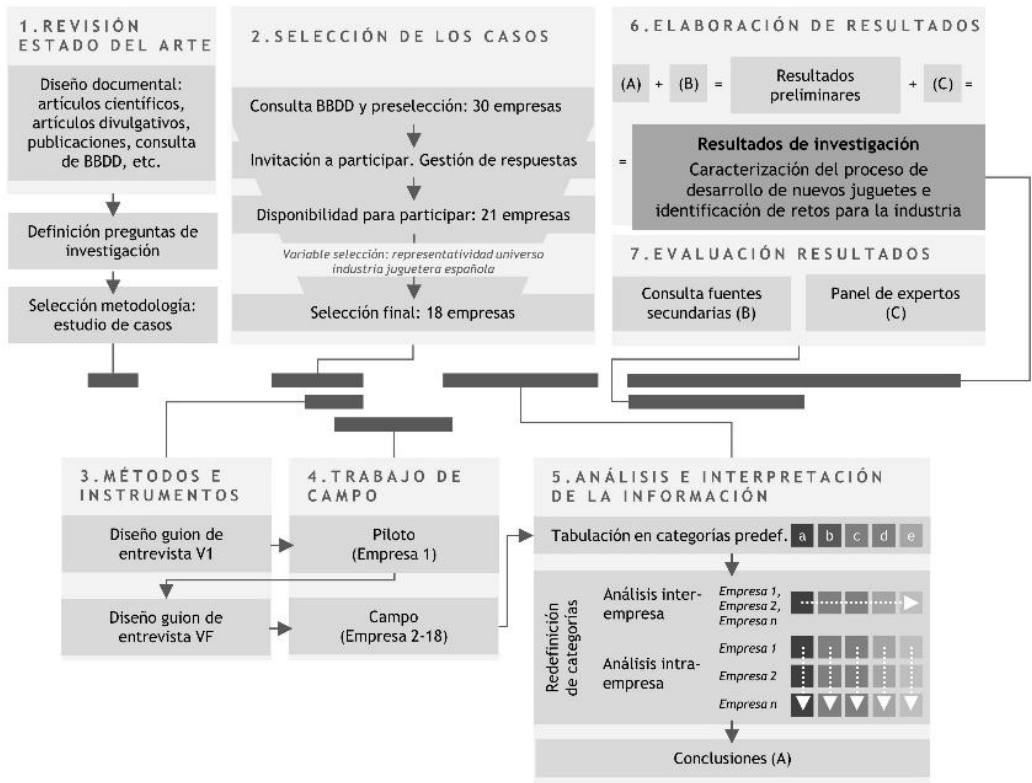 1.REVISIÓN
ESTADO DEL ARTE
Diseño documental:
artículos científicos,
artículos divulgativos,
publicaciones, consulta
de BBDD, etc.
Definición preguntas de
investigación
Selección metodología:
estudio de casos
2.SELECCIÓN DE LOS CASOS
Consulta BBDD y preselección: 30 empresas
Invitación a participar. Gestión de respuestas
Disponibilidad para participar: 21 empresas
Variable selección: representatividad universo
industria juguetera española
Selección final: 18 empresas
6.ELABORACIÓN DE RESULTADOS
(A) + (B) = Resultados preliminares + (C) =
= Resultados de investigación
Caracterización del proceso de
desarrollo de nuevos juguetes e
identificación de retos para la industria
7.EVALUACIÓN RESULTADOS
Consulta fuentes
secundarias (B)
Panel de expertos
(C)
3.MÉTODOS E
INSTRUMENTOS
Diseño guion de
entrevista V1
Diseño guion de
entrevista VF
4.TRABAJO DE
CAMPO
Piloto
(Empresa 1)
Campo
(Empresa 2-18)
5.ANÁLISIS E INTERPRETACIÓN
DE LA INFORMACIÓN
Tabulación en categorías predef. a b c d e
Redefinición
de categorías
Análisis inter-
empresa
Empresa 1,
Empresa 2,
Empresa n
Análisis intra-
empresa
Empresa 1
Empresa 2
Empresa n
Conclusiones (A)